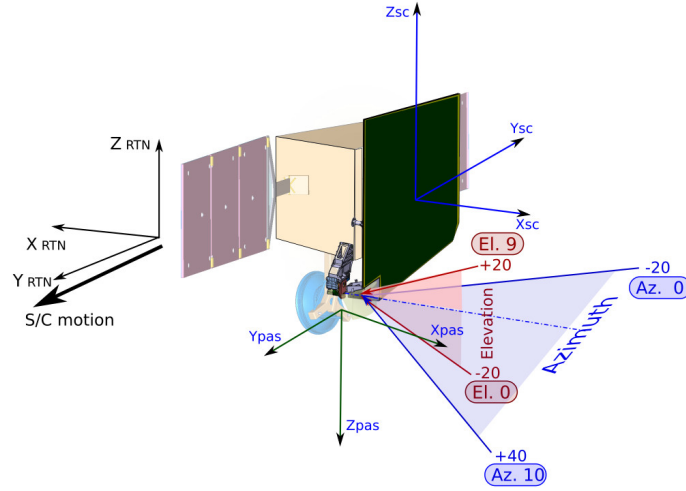 Zsc
Ysc
Z RTN
Xsc
X RTN
El. 9
+20
-20
Y RTN
Az. 0
S/C motion
Elevation
Azimuth
Xpas
Ypas
-20
El. 0
Zpas
+40
Az. 10